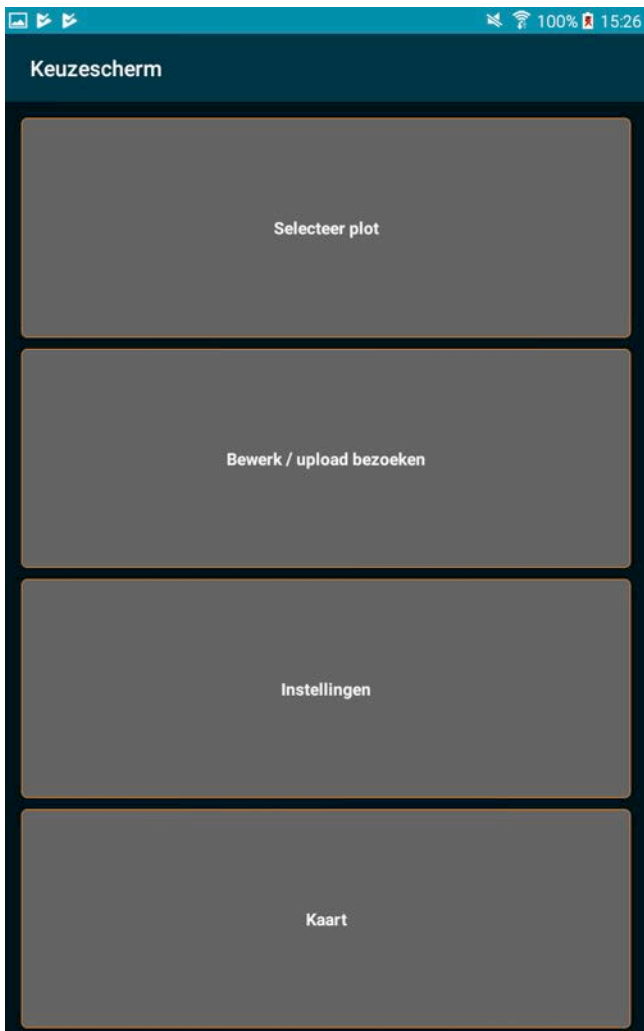 100% 15:26
Keuzescherm
Selecteer plot
Bewerk / upload bezoeken
Instellingen
Kaart